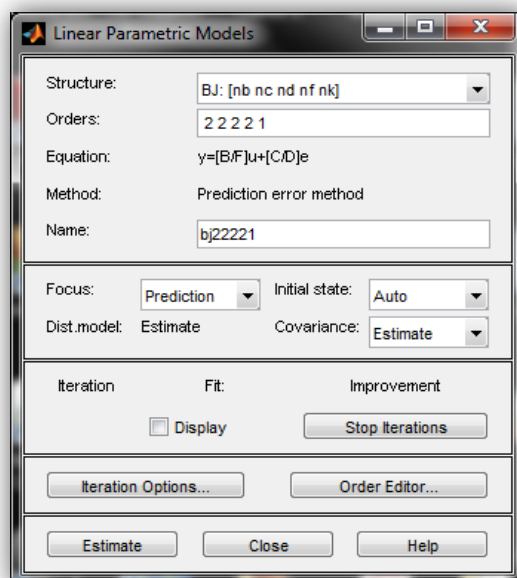 Linear Parametric Models
Structure: BJ: [nb nc nd nf nk]
Orders: 2 2 2 2 1
Equation: y=[B/F]u+[C/D]e
Method: Prediction error method
Name: bj22221
Focus: Prediction Initial state: Auto
Dist.model: Estimate Covariance: Estimate
Iteration Fit: Improvement
Display Stop Iterations
Iteration Options... Order Editor...
Estimate Close Help